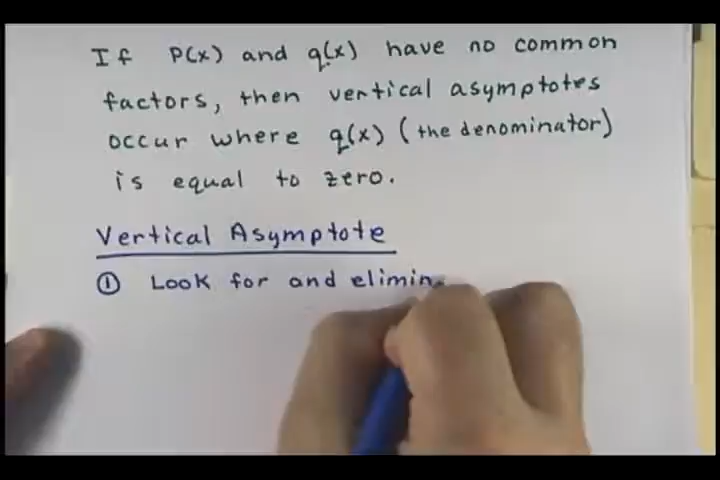 If P(x) and q(x) have no common
factors, then vertical asymptotes
occur where q(x) (the denominator)
is equal to zero.
Vertical Asymptote
① Look for and elimin